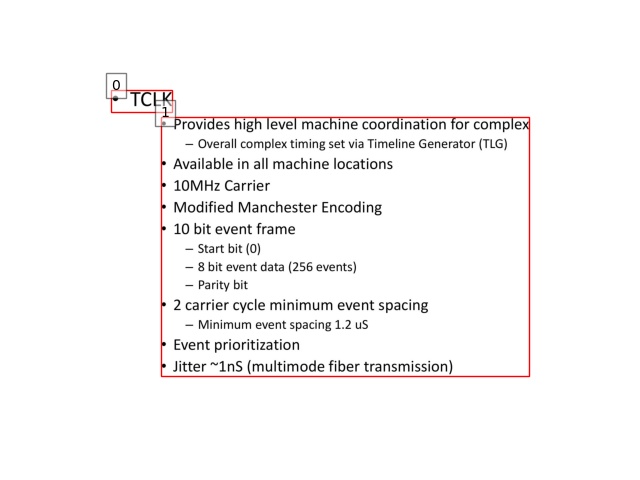 0
• TCLK
1
• Provides high level machine coordination for complex
– Overall complex timing set via Timeline Generator (TLG)
• Available in all machine locations
• 10MHz Carrier
• Modified Manchester Encoding
• 10 bit event frame
– Start bit (0)
– 8 bit event data (256 events)
– Parity bit
• 2 carrier cycle minimum event spacing
– Minimum event spacing 1.2 uS
• Event prioritization
• Jitter ~1nS (multimode fiber transmission)